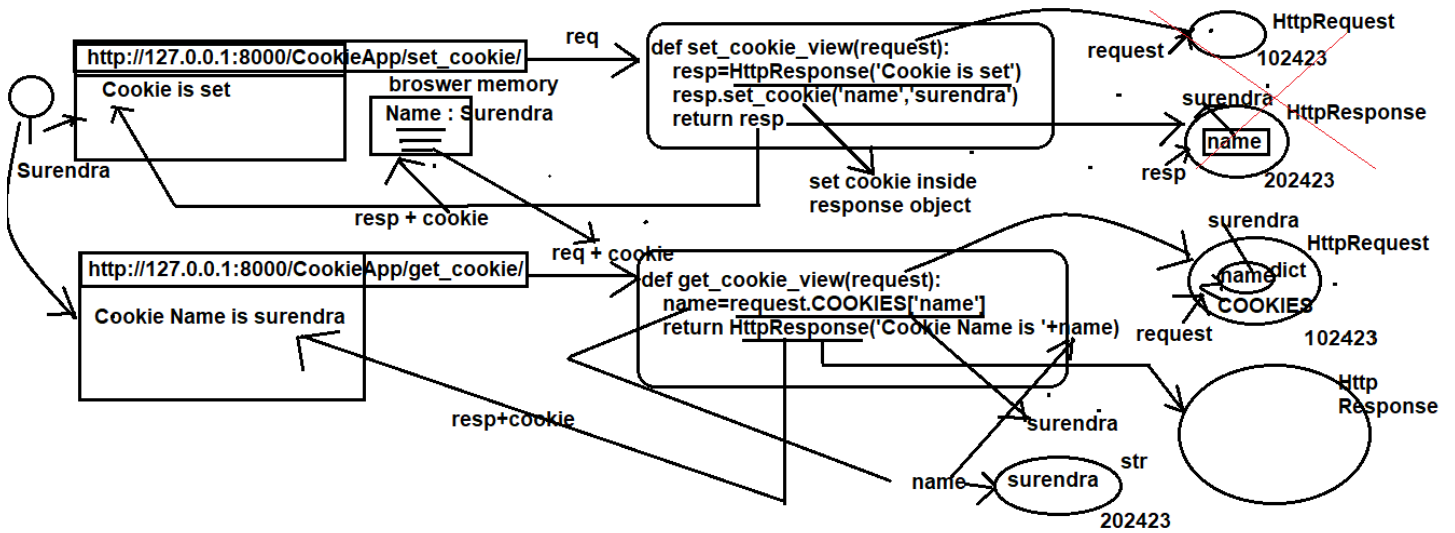 http://127.0.0.1:8000/CookieApp/set_cookie/
req
def set_cookie_view(request):
resp=HttpResponse('Cookie is set')
resp.set_cookie('name','surendra')
return resp
request
HttpRequest
102423
Cookie is set
broswer memory
Name : Surendra
Surendra
surendra
HttpResponse
name
resp
202423
set cookie inside
response object
resp + cookie
req + cookie
http://127.0.0.1:8000/CookieApp/get_cookie/
def get_cookie_view(request):
name=request.COOKIES['name']
return HttpResponse('Cookie Name is '+name)
surendra
HttpRequest
name
dict
COOKIES
request
102423
Cookie Name is surendra
Http
Response
resp+cookie
surendra
name
surendra
str
202423